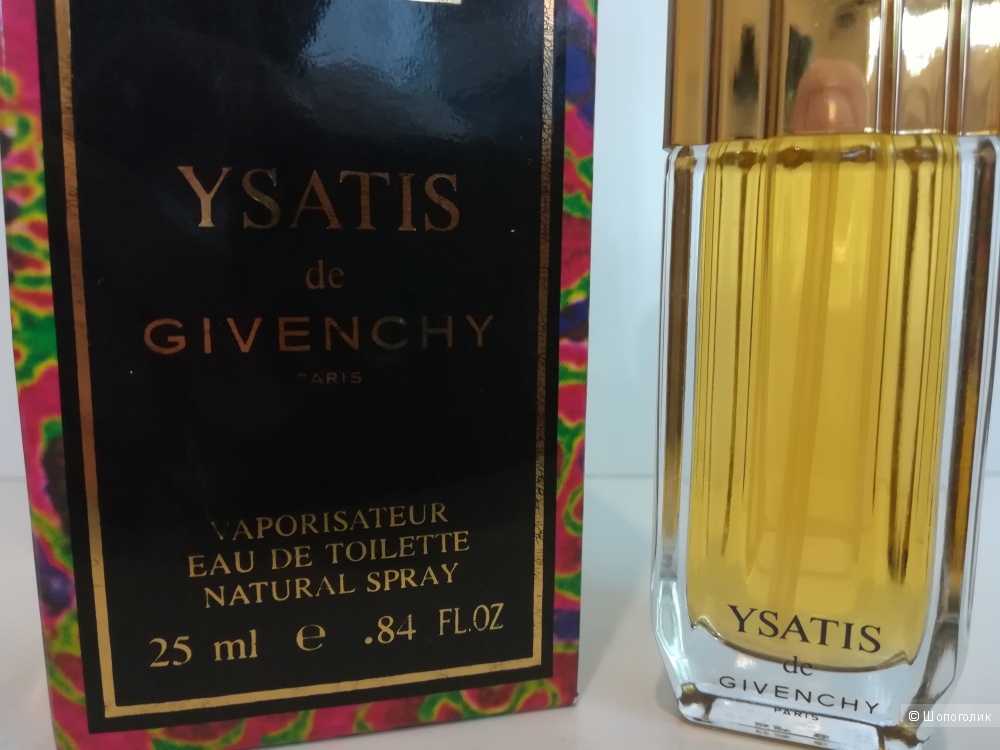 YSATIS
de
GIVENCHY
PARIS
VAPORISATEUR
EAU DE TOILETTE
NATURAL SPRAY
25 ml ℮ .84 FL.OZ
YSATIS
de
GIVENCHY
PARIS
© Шопоголик